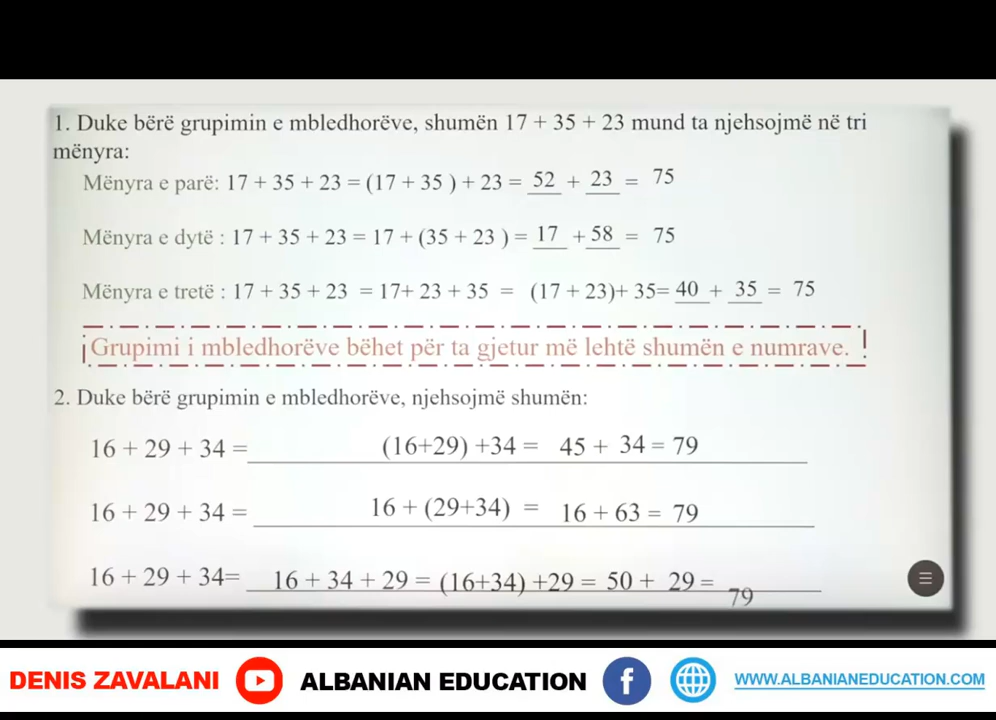 1. Duke bërë grupimin e mbledhorëve, shumën 17 + 35 + 23 mund ta njehsojmë në tri
mënyra:
Mënyra e parë: 17 + 35 + 23 = (17 + 35 ) + 23 = 52 + 23 = 75
Mënyra e dytë : 17 + 35 + 23 = 17 + (35 + 23 ) = 17 + 58 = 75
Mënyra e tretë : 17 + 35 + 23 = 17+ 23 + 35 = (17 + 23)+ 35= 40 + 35 = 75
Grupimi i mbledhorëve bëhet për ta gjetur më lehtë shumën e numrave.
2. Duke bërë grupimin e mbledhorëve, njehsojmë shumën:
16 + 29 + 34 = (16+29) +34 = 45 + 34 = 79
16 + 29 + 34 = 16 + (29+34) = 16 + 63 = 79
16 + 29 + 34= 16 + 34 + 29 = (16+34) +29 = 50 + 29 = 79
DENIS ZAVALANI ALBANIAN EDUCATION f WWW.ALBANIANEDUCATION.COM